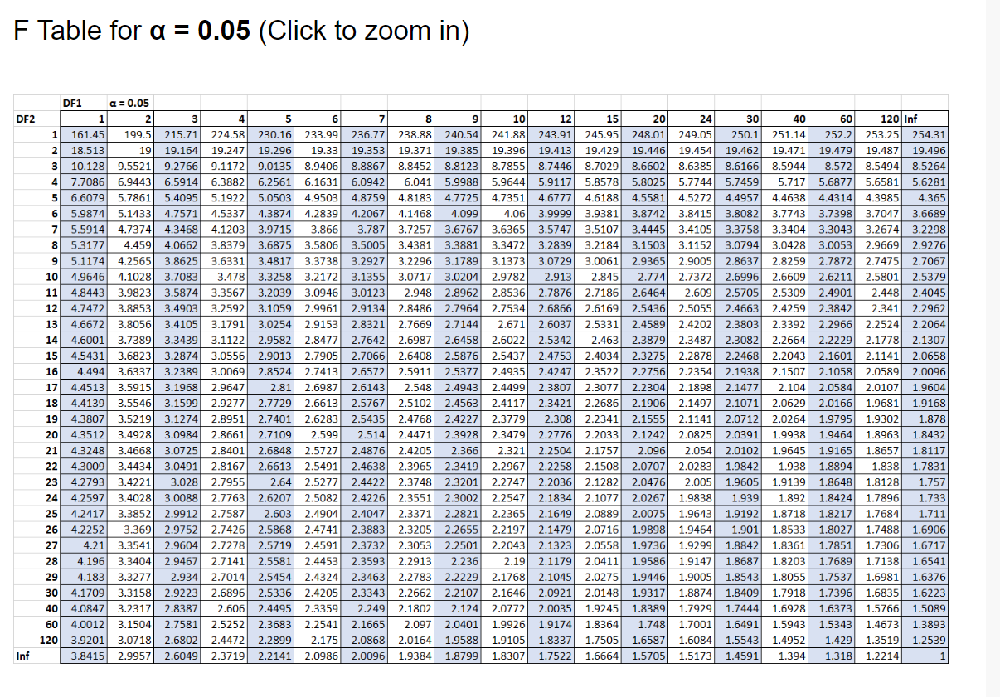 F Table for α = 0.05 (Click to zoom in)
DF1 α = 0.05
DF2 1 2 3 4 5 6 7 8 9 10 12 15 20 24 30 40 60 120 Inf
1 161.45 199.5 215.71 224.58 230.16 233.99 236.77 238.88 240.54 241.88 243.91 245.95 248.01 249.05 250.1 251.14 252.2 253.25 254.31
2 18.513 19 19.164 19.247 19.296 19.33 19.353 19.371 19.385 19.396 19.413 19.429 19.446 19.454 19.462 19.471 19.479 19.487 19.496
3 10.128 9.5521 9.2766 9.1172 9.0135 8.9406 8.8867 8.8452 8.8123 8.7855 8.7446 8.7029 8.6602 8.6385 8.6166 8.5944 8.572 8.5494 8.5264
4 7.7086 6.9443 6.5914 6.3882 6.2561 6.1631 6.0942 6.041 5.9988 5.9644 5.9117 5.8578 5.8025 5.7744 5.7459 5.717 5.6877 5.6581 5.6281
5 6.6079 5.7861 5.4095 5.1922 5.0503 4.9503 4.8759 4.8183 4.7725 4.7351 4.6777 4.6188 4.5581 4.5272 4.4957 4.4638 4.4314 4.3985 4.365
6 5.9874 5.1433 4.7571 4.5337 4.3874 4.2839 4.2067 4.1468 4.099 4.06 3.9999 3.9381 3.8742 3.8415 3.8082 3.7743 3.7398 3.7047 3.6689
7 5.5914 4.7374 4.3468 4.1203 3.9715 3.866 3.787 3.7257 3.6767 3.6365 3.5747 3.5107 3.4445 3.4105 3.3758 3.3404 3.3043 3.2674 3.2298
8 5.3177 4.459 4.0662 3.8379 3.6875 3.5806 3.5005 3.4381 3.3881 3.3472 3.2839 3.2184 3.1503 3.1152 3.0794 3.0428 3.0053 2.9669 2.9276
9 5.1174 4.2565 3.8625 3.6331 3.4817 3.3738 3.2927 3.2296 3.1789 3.1373 3.0729 3.0061 2.9365 2.9005 2.8637 2.8259 2.7872 2.7475 2.7067
10 4.9646 4.1028 3.7083 3.478 3.3258 3.2172 3.1355 3.0717 3.0204 2.9782 2.913 2.845 2.774 2.7372 2.6996 2.6609 2.6211 2.5801 2.5379
11 4.8443 3.9823 3.5874 3.3567 3.2039 3.0946 3.0123 2.948 2.8962 2.8536 2.7876 2.7186 2.6464 2.609 2.5705 2.5309 2.4901 2.448 2.4045
12 4.7472 3.8853 3.4903 3.2592 3.1059 2.9961 2.9134 2.8486 2.7964 2.7534 2.6866 2.6169 2.5436 2.5055 2.4663 2.4259 2.3842 2.341 2.2962
13 4.6672 3.8056 3.4105 3.1791 3.0254 2.9153 2.8321 2.7669 2.7144 2.671 2.6037 2.5331 2.4589 2.4202 2.3803 2.3392 2.2966 2.2524 2.2064
14 4.6001 3.7389 3.3439 3.1122 2.9582 2.8477 2.7642 2.6987 2.6458 2.6022 2.5342 2.463 2.3879 2.3487 2.3082 2.2664 2.2229 2.1778 2.1307
15 4.5431 3.6823 3.2874 3.0556 2.9013 2.7905 2.7066 2.6408 2.5876 2.5437 2.4753 2.4034 2.3275 2.2878 2.2468 2.2043 2.1601 2.1141 2.0658
16 4.494 3.6337 3.2389 3.0069 2.8524 2.7413 2.6572 2.5911 2.5377 2.4935 2.4247 2.3522 2.2756 2.2354 2.1938 2.1507 2.1058 2.0589 2.0096
17 4.4513 3.5915 3.1968 2.9647 2.81 2.6987 2.6143 2.548 2.4943 2.4499 2.3807 2.3077 2.2304 2.1898 2.1477 2.104 2.0584 2.0107 1.9604
18 4.4139 3.5546 3.1599 2.9277 2.7729 2.6613 2.5767 2.5102 2.4563 2.4117 2.3421 2.2686 2.1906 2.1497 2.1071 2.0629 2.0166 1.9681 1.9168
19 4.3807 3.5219 3.1274 2.8951 2.7401 2.6283 2.5435 2.4768 2.4227 2.3779 2.308 2.2341 2.1555 2.1141 2.0712 2.0264 1.9795 1.9302 1.878
20 4.3512 3.4928 3.0984 2.8661 2.7109 2.599 2.514 2.4471 2.3928 2.3479 2.2776 2.2033 2.1242 2.0825 2.0391 1.9938 1.9464 1.8963 1.8432
21 4.3248 3.4668 3.0725 2.8401 2.6848 2.5727 2.4876 2.4205 2.366 2.321 2.2504 2.1757 2.096 2.054 2.0102 1.9645 1.9165 1.8657 1.8117
22 4.3009 3.4434 3.0491 2.8167 2.6613 2.5491 2.4638 2.3965 2.3419 2.2967 2.2258 2.1508 2.0707 2.0283 1.9842 1.938 1.8894 1.838 1.7831
23 4.2793 3.4221 3.028 2.7955 2.64 2.5277 2.4422 2.3748 2.3201 2.2747 2.2036 2.1282 2.0476 2.005 1.9605 1.9139 1.8648 1.8128 1.757
24 4.2597 3.4028 3.0088 2.7763 2.6207 2.5082 2.4226 2.3551 2.3002 2.2547 2.1834 2.1077 2.0267 1.9838 1.939 1.892 1.8424 1.7896 1.733
25 4.2417 3.3852 2.9912 2.7587 2.603 2.4904 2.4047 2.3371 2.2821 2.2365 2.1649 2.0889 2.0075 1.9643 1.9192 1.8718 1.8217 1.7684 1.711
26 4.2252 3.369 2.9752 2.7426 2.5868 2.4741 2.3883 2.3205 2.2655 2.2197 2.1479 2.0716 1.9898 1.9464 1.901 1.8533 1.8027 1.7488 1.6906
27 4.21 3.3541 2.9604 2.7278 2.5719 2.4591 2.3732 2.3053 2.2501 2.2043 2.1323 2.0558 1.9736 1.9299 1.8842 1.8361 1.7851 1.7306 1.6717
28 4.196 3.3404 2.9467 2.7141 2.5581 2.4453 2.3593 2.2913 2.236 2.19 2.1179 2.0411 1.9586 1.9147 1.8687 1.8203 1.7689 1.7138 1.6541
29 4.183 3.3277 2.934 2.7014 2.5454 2.4324 2.3463 2.2783 2.2229 2.1768 2.1045 2.0275 1.9446 1.9005 1.8543 1.8055 1.7537 1.6981 1.6376
30 4.1709 3.3158 2.9223 2.6896 2.5336 2.4205 2.3343 2.2662 2.2107 2.1646 2.0921 2.0148 1.9317 1.8874 1.8409 1.7918 1.7396 1.6835 1.6223
40 4.0847 3.2317 2.8387 2.606 2.4495 2.3359 2.249 2.1802 2.124 2.0772 2.0035 1.9245 1.8389 1.7929 1.7444 1.6928 1.6373 1.5766 1.5089
60 4.0012 3.1504 2.7581 2.5252 2.3683 2.2541 2.1665 2.097 2.0401 1.9926 1.9174 1.8364 1.748 1.7001 1.6491 1.5943 1.5343 1.4673 1.3893
120 3.9201 3.0718 2.6802 2.4472 2.2899 2.175 2.0868 2.0164 1.9588 1.9105 1.8337 1.7505 1.6587 1.6084 1.5543 1.4952 1.429 1.3519 1.2539
Inf 3.8415 2.9957 2.6049 2.3719 2.2141 2.0986 2.0096 1.9384 1.8799 1.8307 1.7522 1.6664 1.5705 1.5173 1.4591 1.394 1.318 1.2214 1